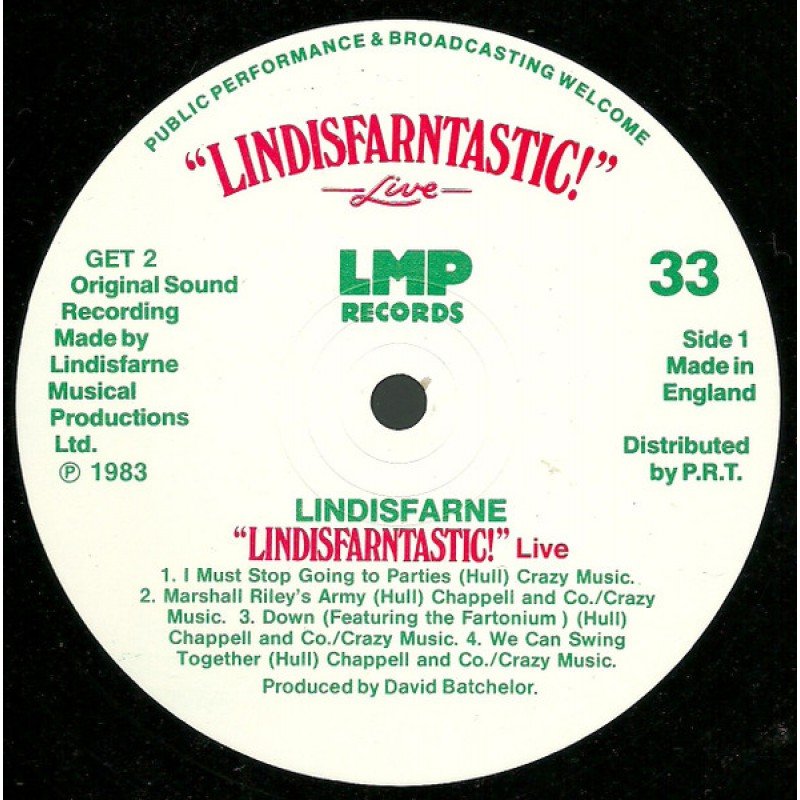 PUBLIC PERFORMANCE & BROADCASTING WELCOME
“LINDISFARNTASTIC!”
Live
GET 2
Original Sound
Recording
Made by
Lindisfarne
Musical
Productions
Ltd.
℗ 1983
LMP
RECORDS
33
Side 1
Made in
England
Distributed
by P.R.T.
LINDISFARNE
“LINDISFARNTASTIC!” Live
1. I Must Stop Going to Parties (Hull) Crazy Music.
2. Marshall Riley's Army (Hull) Chappell and Co./Crazy
Music. 3. Down (Featuring the Fartonium ) (Hull)
Chappell and Co./Crazy Music. 4. We Can Swing
Together (Hull) Chappell and Co./Crazy Music.
Produced by David Batchelor.